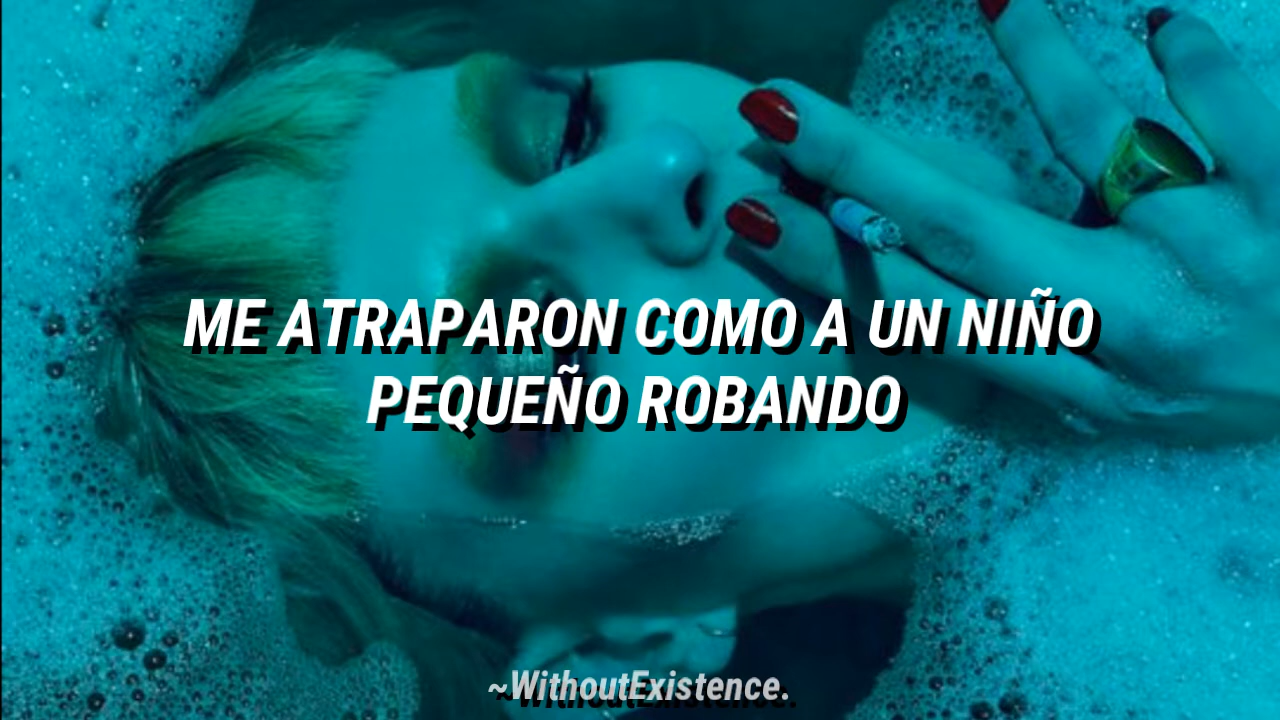 ME ATRAPARON COMO A UN NIÑO
PEQUEÑO ROBANDO
~WithoutExistence.